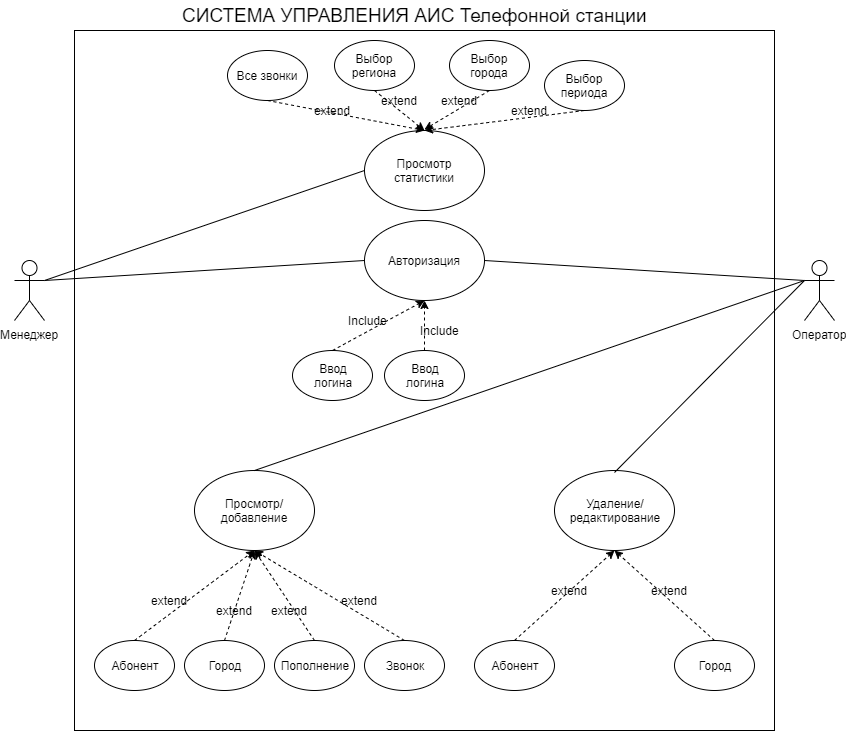 СИСТЕМА УПРАВЛЕНИЯ АИС Телефонной станции
Все звонки
Выбор
региона
Выбор
города
Выбор
периода
extend
extend
extend
extend
Просмотр
статистики
Авторизация
Менеджер
Оператор
Include
Include
Ввод
логина
Ввод
логина
Просмотр/
добавление
Удаление/
редактирование
extend
extend
extend
extend
extend
extend
Абонент
Город
Пополнение
Звонок
Абонент
Город